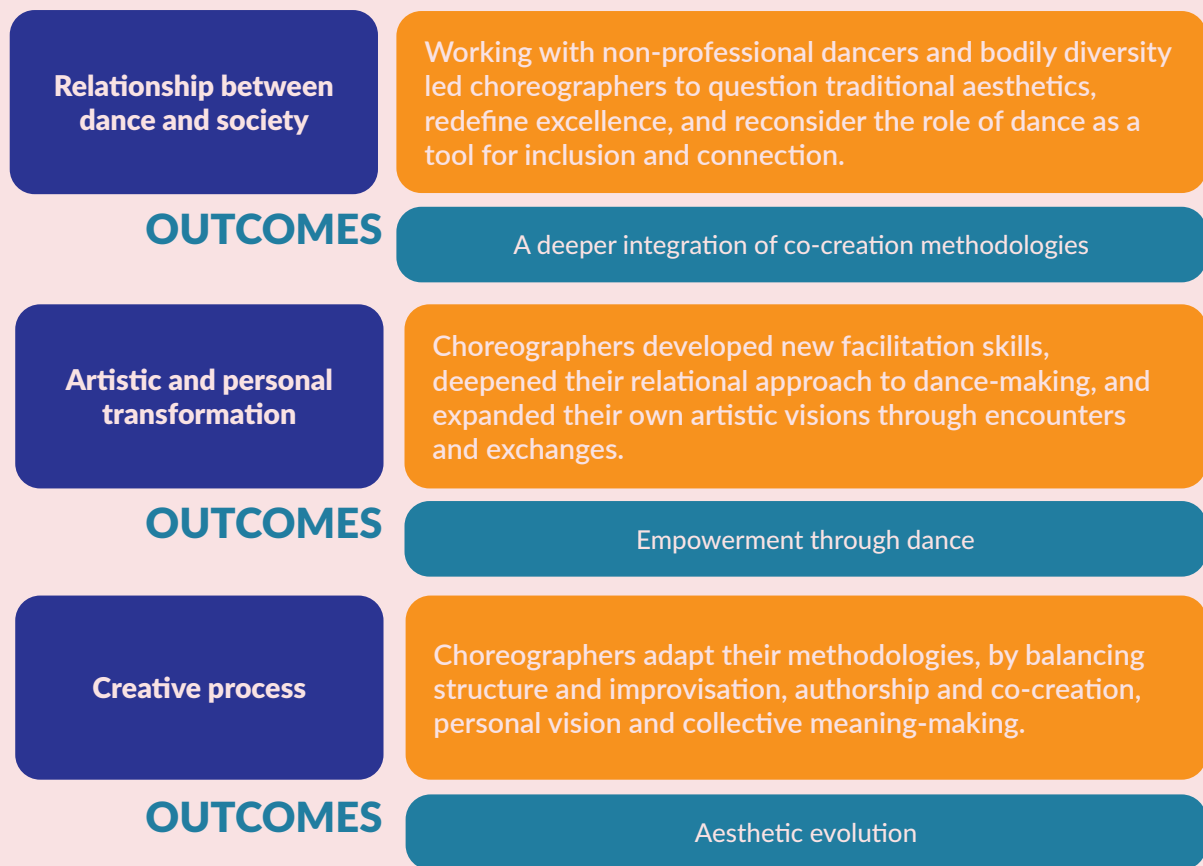 Relationship between
dance and society
Working with non-professional dancers and bodily diversity
led choreographers to question traditional aesthetics,
redefine excellence, and reconsider the role of dance as a
tool for inclusion and connection.
OUTCOMES
A deeper integration of co-creation methodologies
Artistic and personal
transformation
Choreographers developed new facilitation skills,
deepened their relational approach to dance-making, and
expanded their own artistic visions through encounters
and exchanges.
OUTCOMES
Empowerment through dance
Creative process
Choreographers adapt their methodologies, by balancing
structure and improvisation, authorship and co-creation,
personal vision and collective meaning-making.
OUTCOMES
Aesthetic evolution